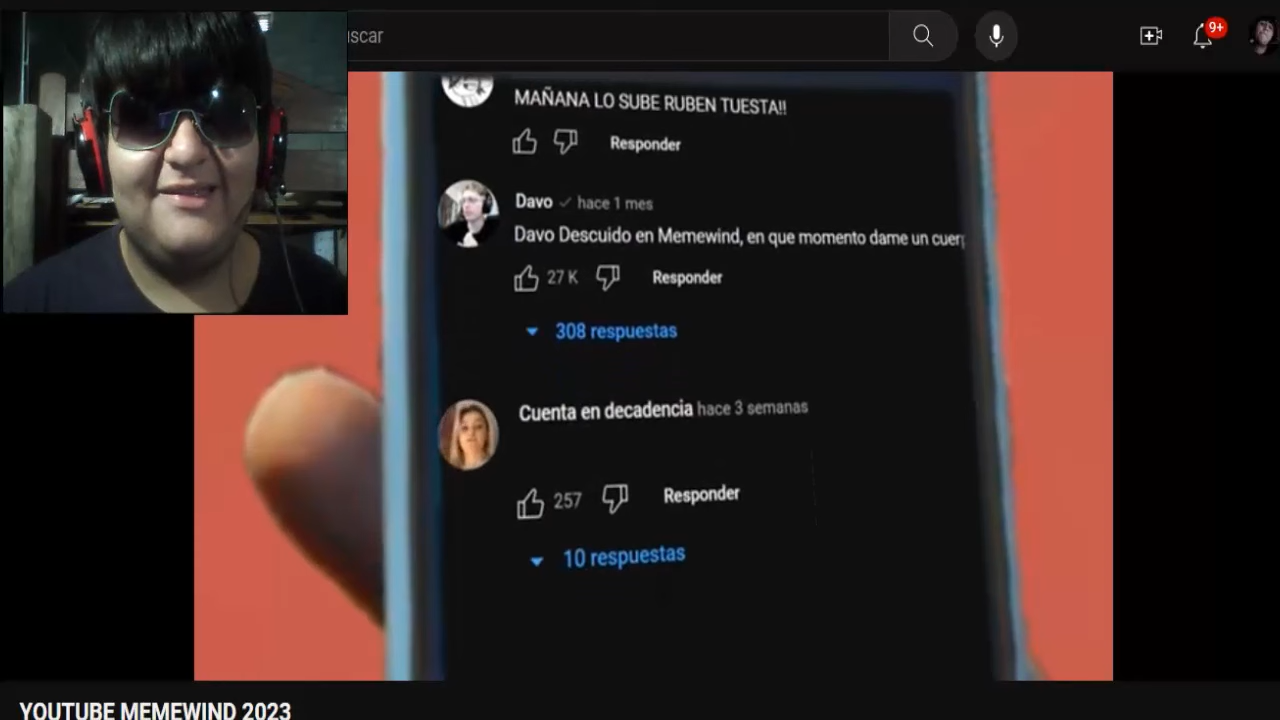 uscar
9+
MAÑANA LO SUBE RUBEN TUESTA!!
Responder
Davo hace 1 mes
Davo Descuido en Memewind, en que momento dame un
27 K Responder
308 respuestas
Cuenta en decadencia hace 3 semanas
257 Responder
10 respuestas
YOUTUBE MEMEWIND 2023